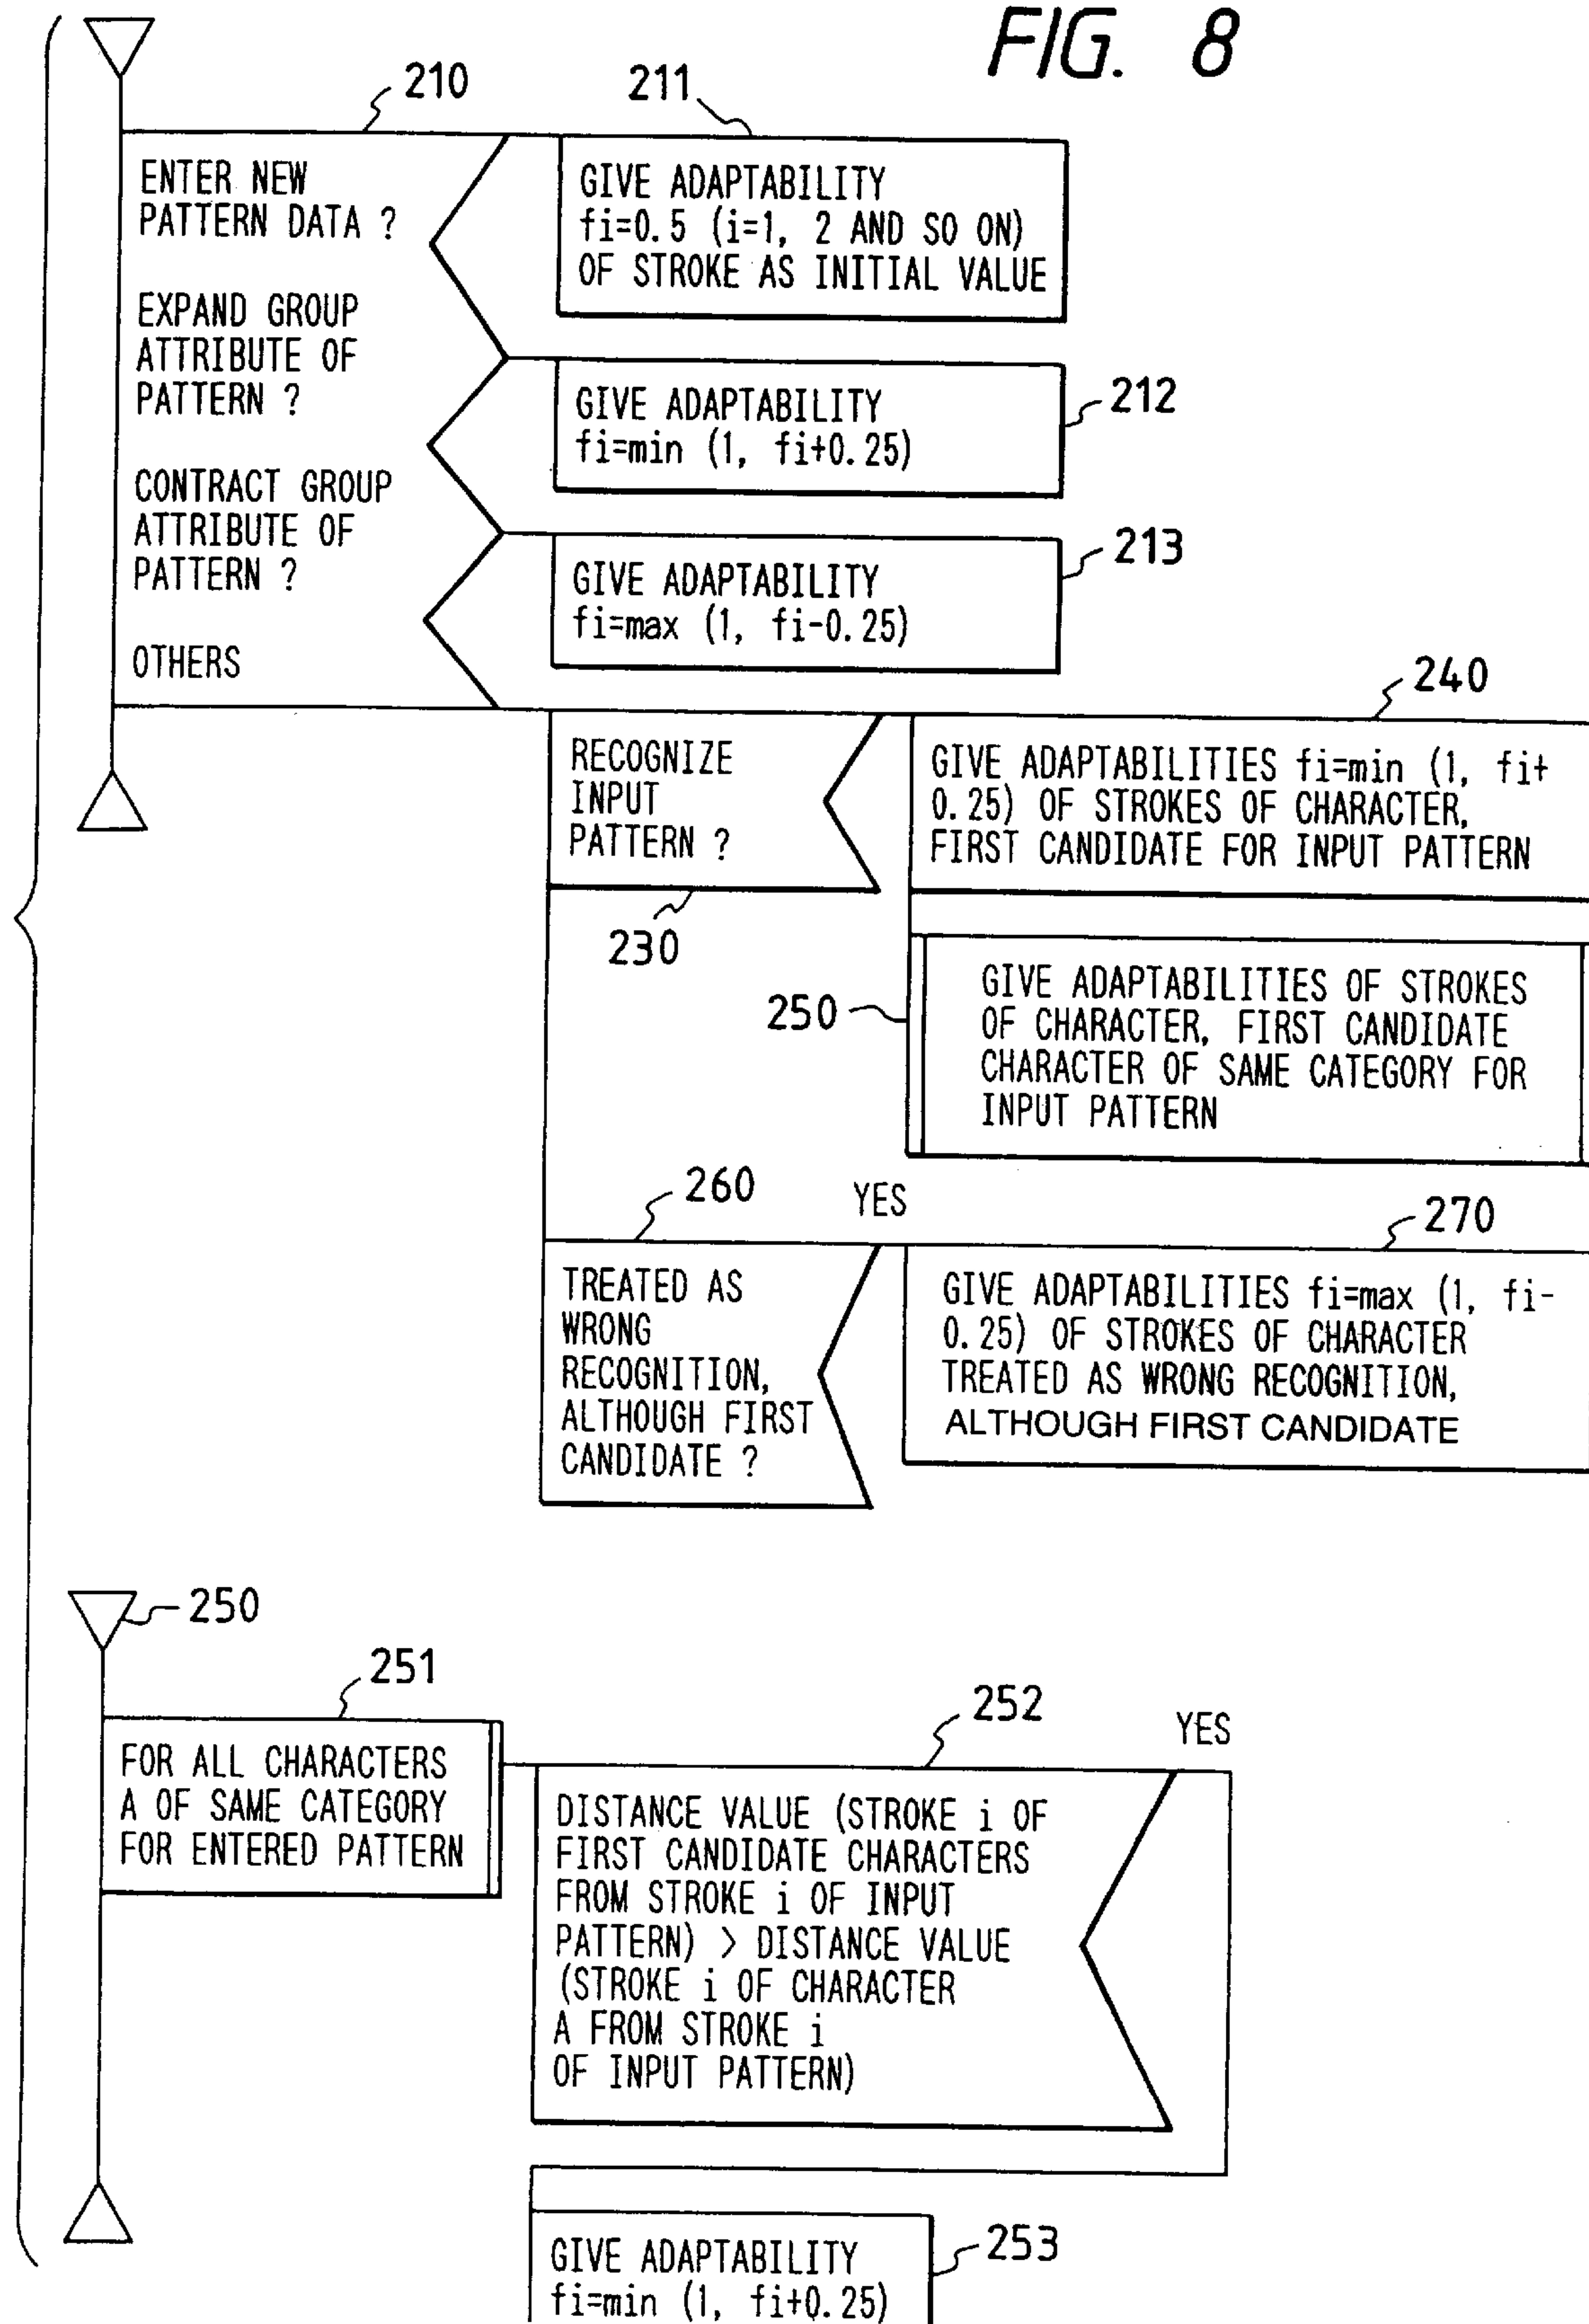 FIG. 8
210
211
ENTER NEW
PATTERN DATA ?
EXPAND GROUP
ATTRIBUTE OF
PATTERN ?
CONTRACT GROUP
ATTRIBUTE OF
PATTERN ?
OTHERS
GIVE ADAPTABILITY
fi=0.5 (i=1, 2 AND SO ON)
OF STROKE AS INITIAL VALUE
212
GIVE ADAPTABILITY
fi=min (1, fi+0.25)
213
GIVE ADAPTABILITY
fi=max (1, fi-0.25)
240
RECOGNIZE
INPUT
PATTERN ?
230
GIVE ADAPTABILITIES fi=min (1, fi+
0.25) OF STROKES OF CHARACTER,
FIRST CANDIDATE FOR INPUT PATTERN
250
GIVE ADAPTABILITIES OF STROKES
OF CHARACTER, FIRST CANDIDATE
CHARACTER OF SAME CATEGORY FOR
INPUT PATTERN
260
YES
270
TREATED AS
WRONG
RECOGNITION,
ALTHOUGH FIRST
CANDIDATE ?
GIVE ADAPTABILITIES fi=max (1, fi-
0.25) OF STROKES OF CHARACTER
TREATED AS WRONG RECOGNITION,
ALTHOUGH FIRST CANDIDATE
250
251
FOR ALL CHARACTERS
A OF SAME CATEGORY
FOR ENTERED PATTERN
252
YES
DISTANCE VALUE (STROKE i OF
FIRST CANDIDATE CHARACTERS
FROM STROKE i OF INPUT
PATTERN) > DISTANCE VALUE
(STROKE i OF CHARACTER
A FROM STROKE i
OF INPUT PATTERN)
253
GIVE ADAPTABILITY
fi=min (1, fi+0.25)